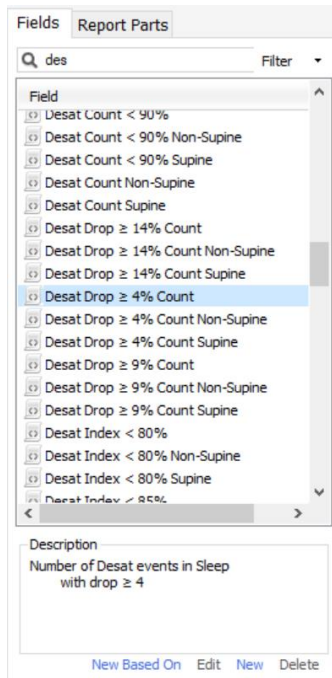 Fields Report Parts
des Filter
Field
Desat Count < 90%
Desat Count < 90% Non-Supine
Desat Count < 90% Supine
Desat Count Non-Supine
Desat Count Supine
Desat Drop ≥ 14% Count
Desat Drop ≥ 14% Count Non-Supine
Desat Drop ≥ 14% Count Supine
Desat Drop ≥ 4% Count
Desat Drop ≥ 4% Count Non-Supine
Desat Drop ≥ 4% Count Supine
Desat Drop ≥ 9% Count
Desat Drop ≥ 9% Count Non-Supine
Desat Drop ≥ 9% Count Supine
Desat Index < 80%
Desat Index < 80% Non-Supine
Desat Index < 80% Supine
Desat Index < 85%
Description
Number of Desat events in Sleep
with drop ≥ 4
New Based On Edit New Delete